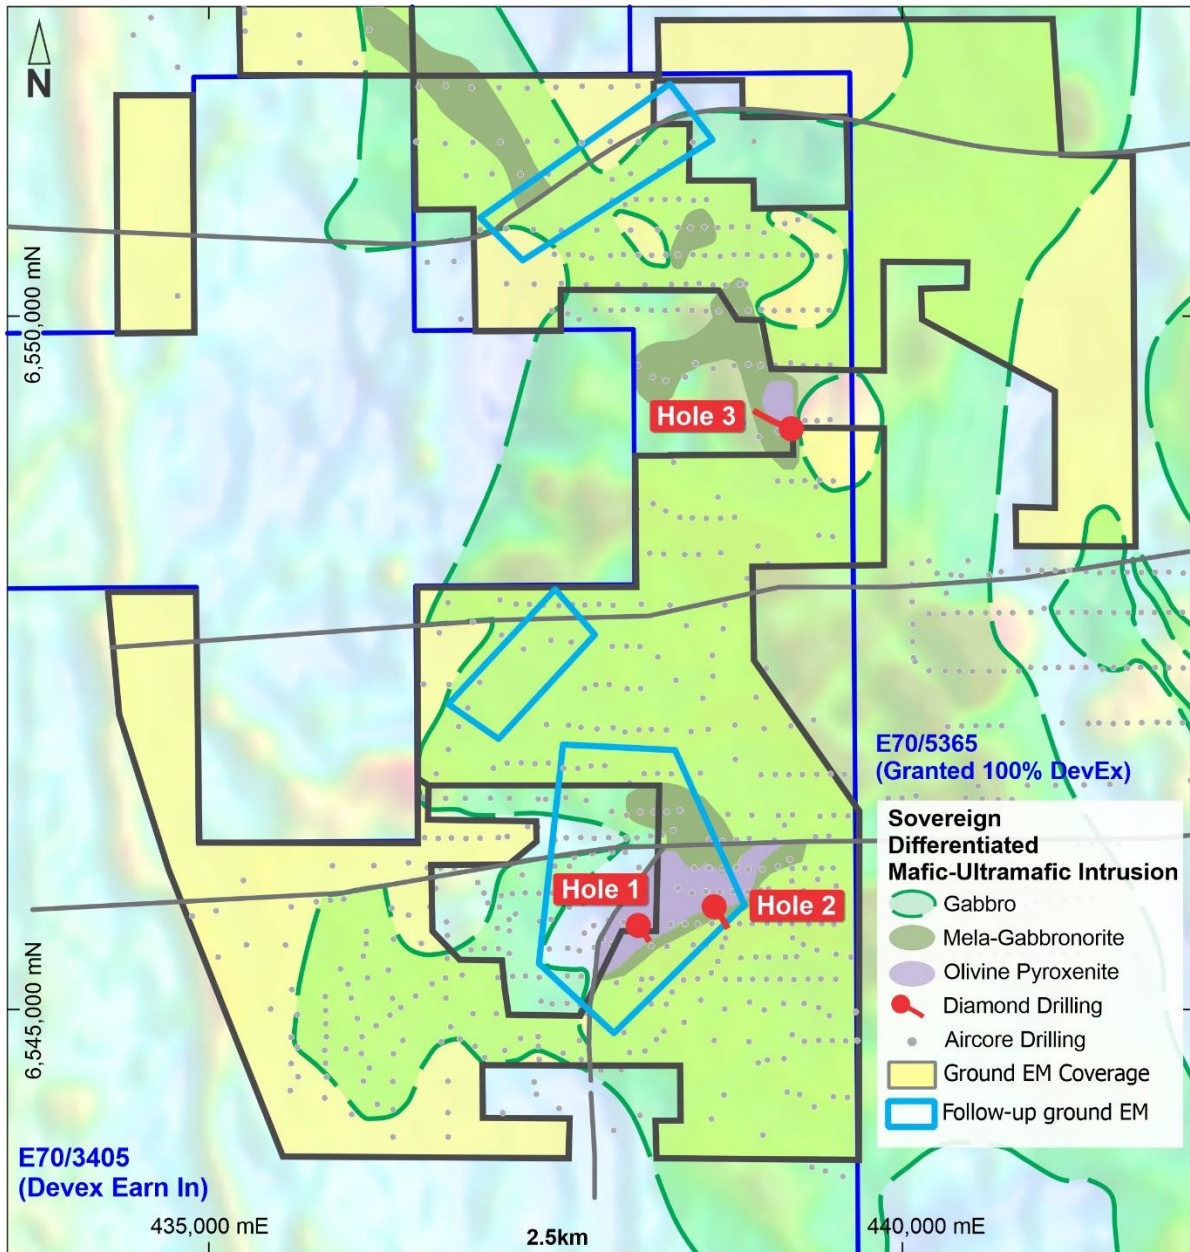 N
6,550,000 mN
Hole 3
E70/5365
(Granted 100% DevEx)
Sovereign
Differentiated
Mafic-Ultramafic Intrusion
Gabbro
Mela-Gabbronorite
Olivine Pyroxenite
Diamond Drilling
Aircore Drilling
Ground EM Coverage
Follow-up ground EM
Hole 1
Hole 2
6,545,000 mN
E70/3405
(Devex Earn In)
435,000 mE
2.5km
440,000 mE